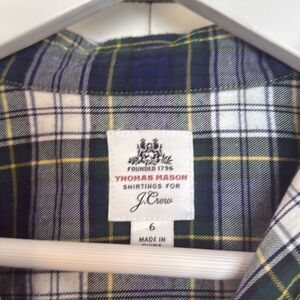 FOUNDED 1796
THOMAS MASON
SHIRTINGS FOR
J.Crew
6
MADE IN
CHINA